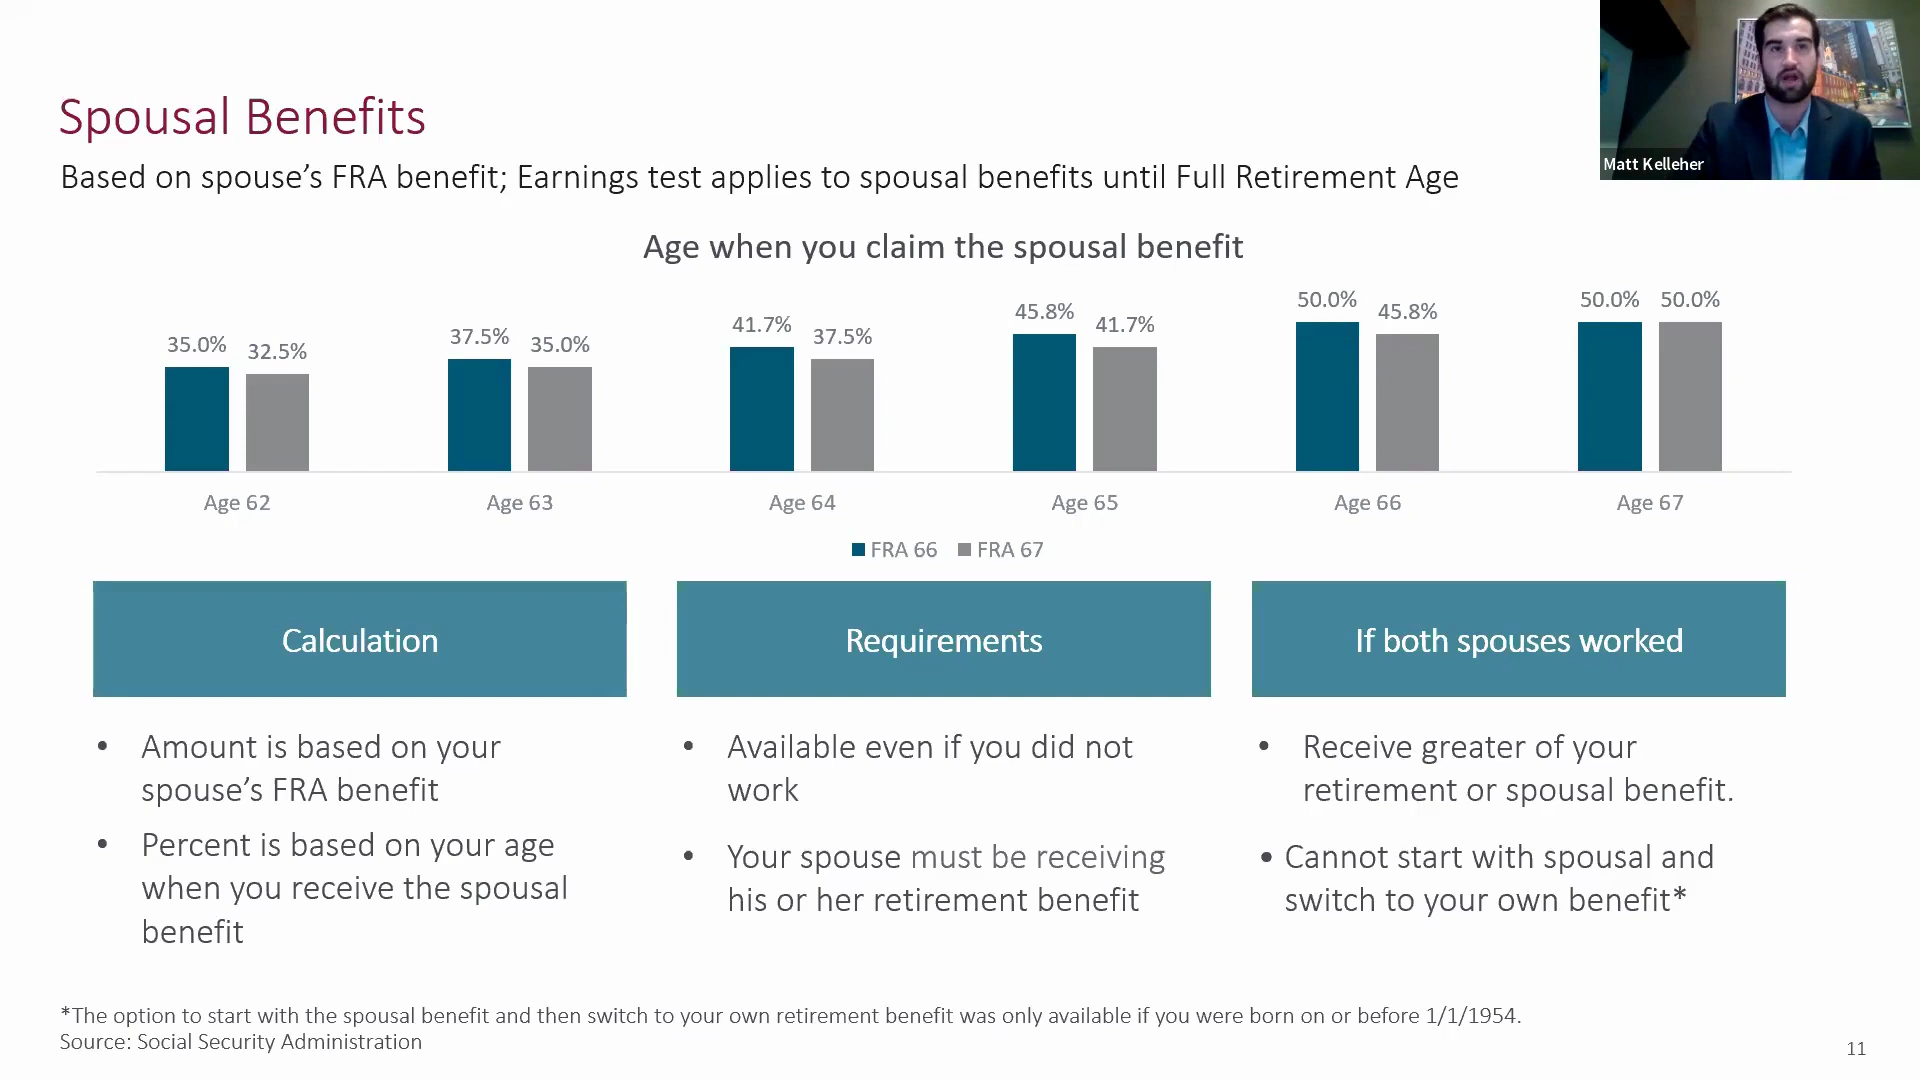 Spousal Benefits
Based on spouse’s FRA benefit; Earnings test applies to spousal benefits until Full Retirement Age
Matt Kelleher
Age when you claim the spousal benefit
35.0% 32.5% 37.5% 35.0% 41.7% 37.5% 45.8% 41.7% 50.0% 45.8% 50.0% 50.0%
Age 62 Age 63 Age 64 Age 65 Age 66 Age 67
FRA 66 FRA 67
Calculation
• Amount is based on your
spouse’s FRA benefit
• Percent is based on your age
when you receive the spousal
benefit
Requirements
• Available even if you did not
work
• Your spouse must be receiving
his or her retirement benefit
If both spouses worked
• Receive greater of your
retirement or spousal benefit.
• Cannot start with spousal and
switch to your own benefit*
*The option to start with the spousal benefit and then switch to your own retirement benefit was only available if you were born on or before 1/1/1954.
Source: Social Security Administration
11